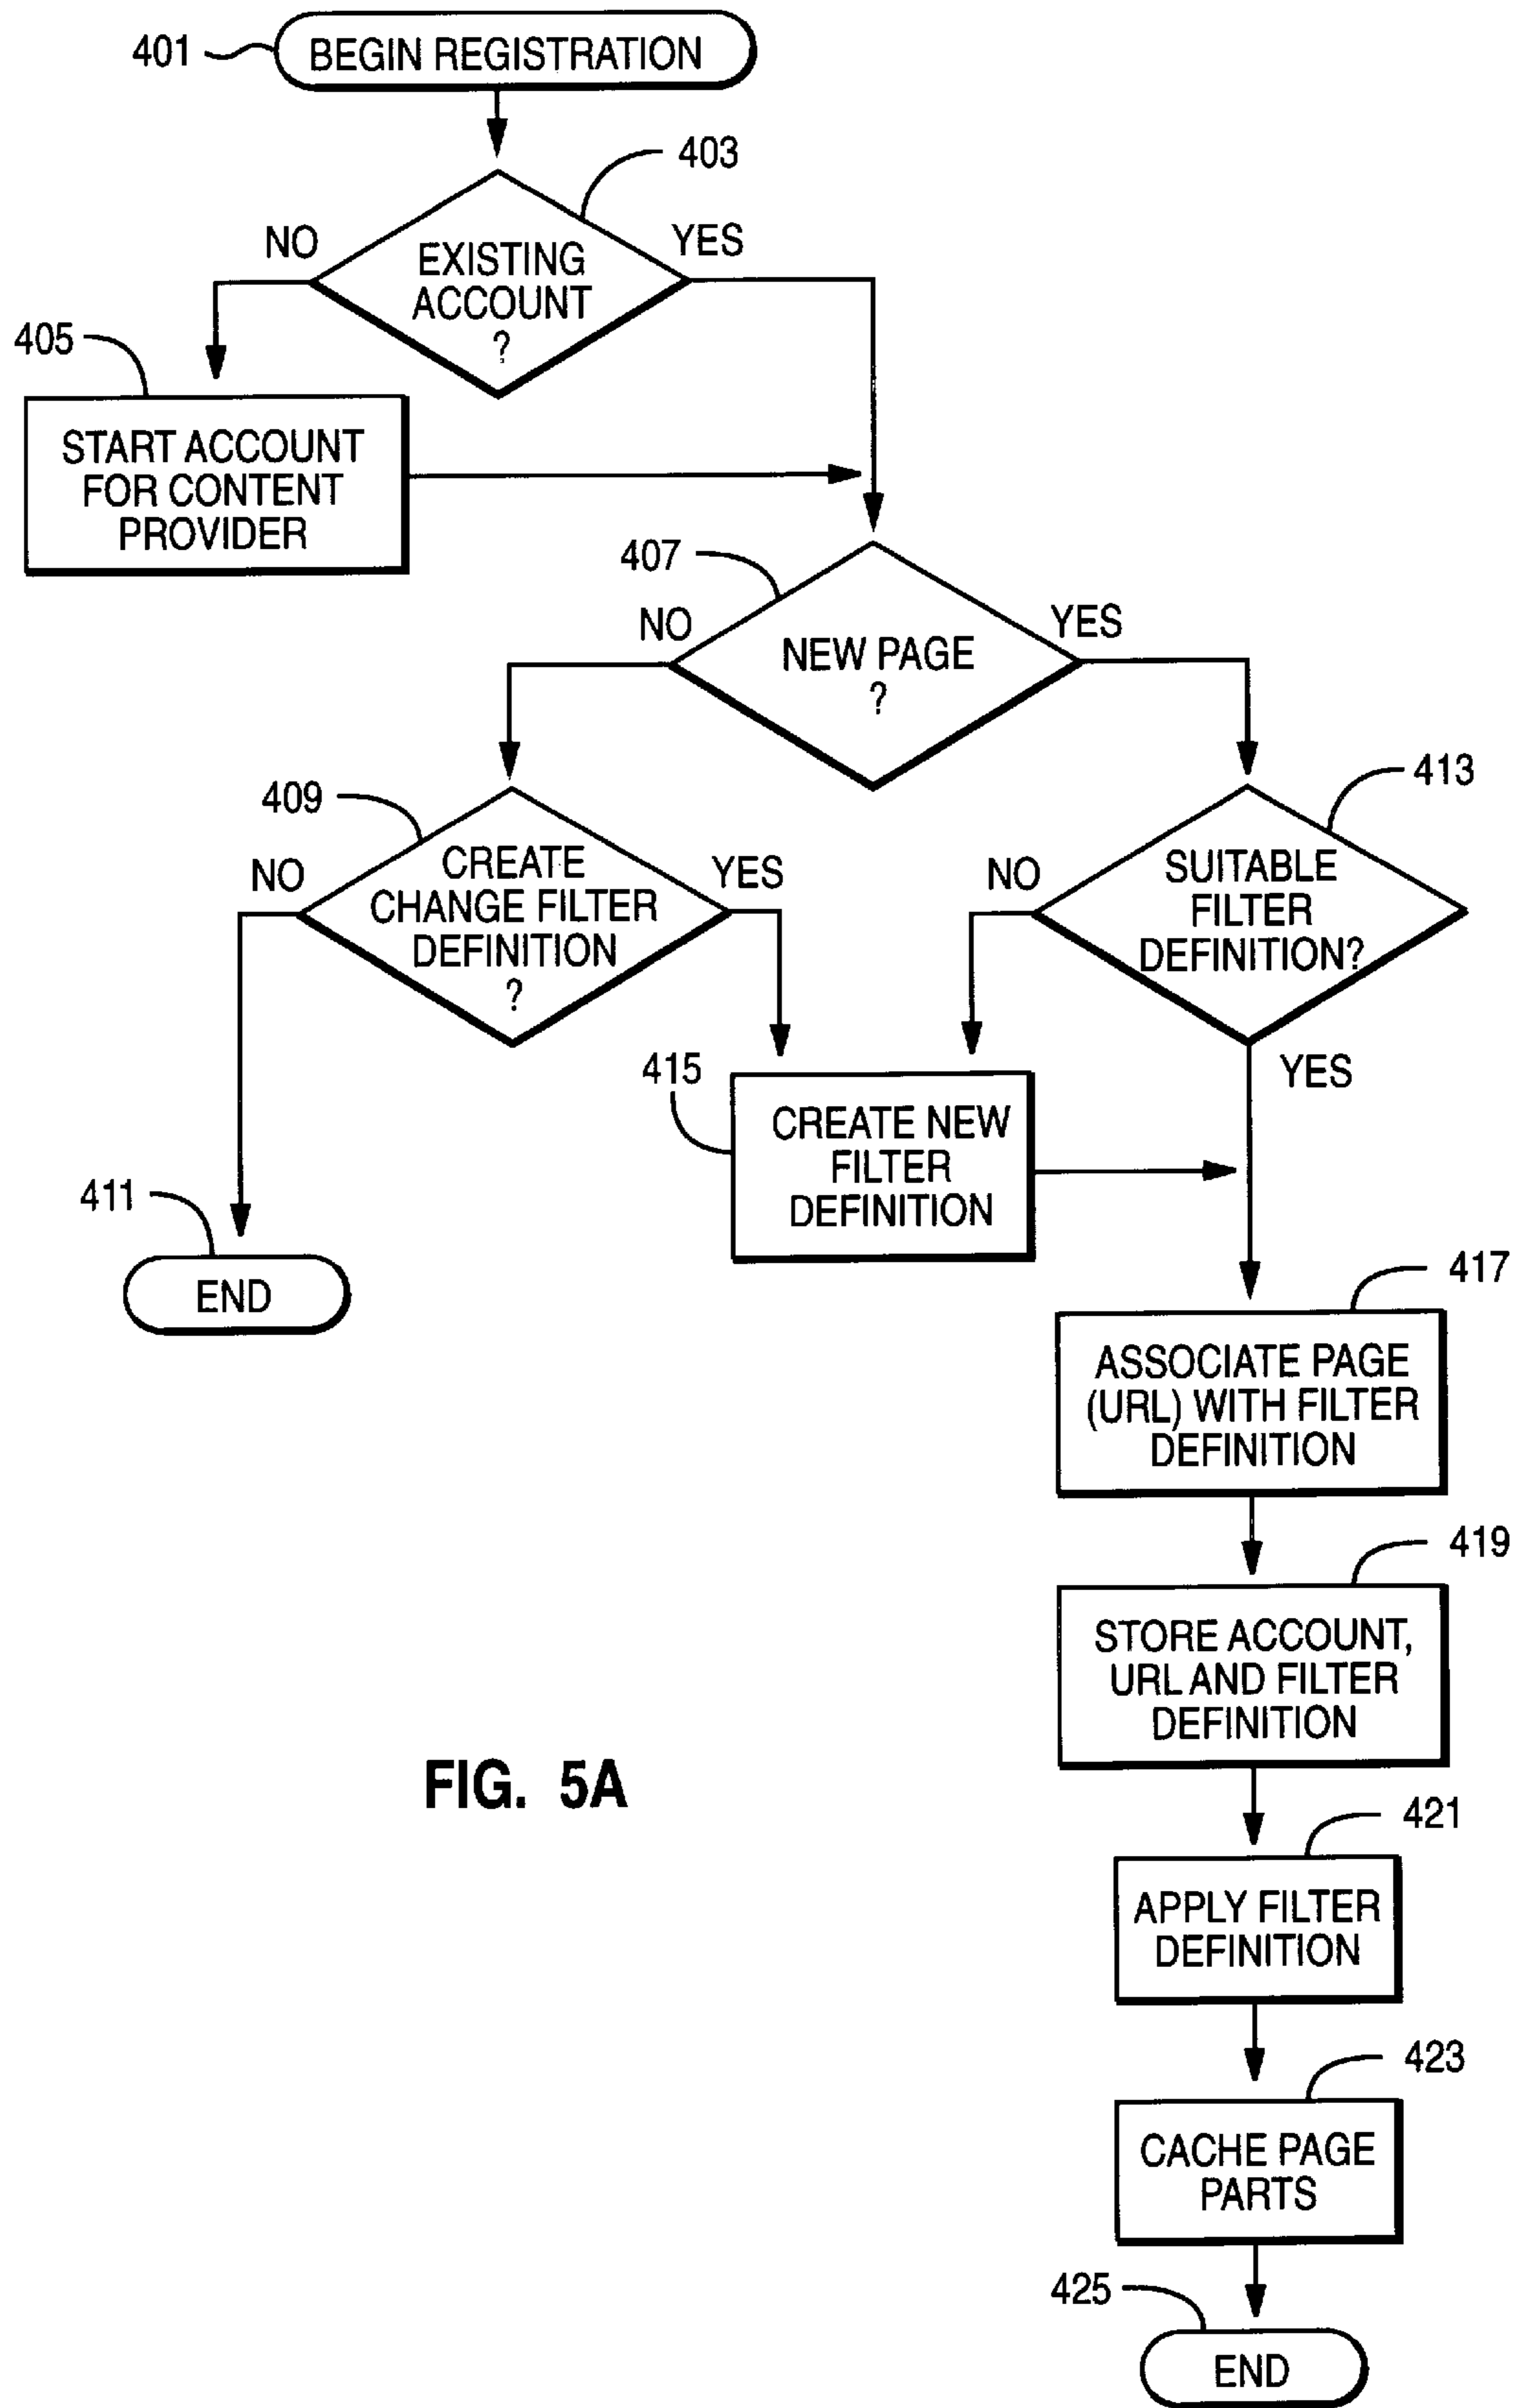 401
BEGIN REGISTRATION
403
NO
YES
EXISTING
ACCOUNT
?
405
START ACCOUNT
FOR CONTENT
PROVIDER
407
NO
YES
NEW PAGE
?
409
413
NO
YES
CREATE
CHANGE FILTER
DEFINITION
?
NO
SUITABLE
FILTER
DEFINITION?
YES
415
CREATE NEW
FILTER
DEFINITION
411
END
417
ASSOCIATE PAGE
(URL) WITH FILTER
DEFINITION
419
STORE ACCOUNT,
URL AND FILTER
DEFINITION
FIG. 5A
421
APPLY FILTER
DEFINITION
423
CACHE PAGE
PARTS
425
END